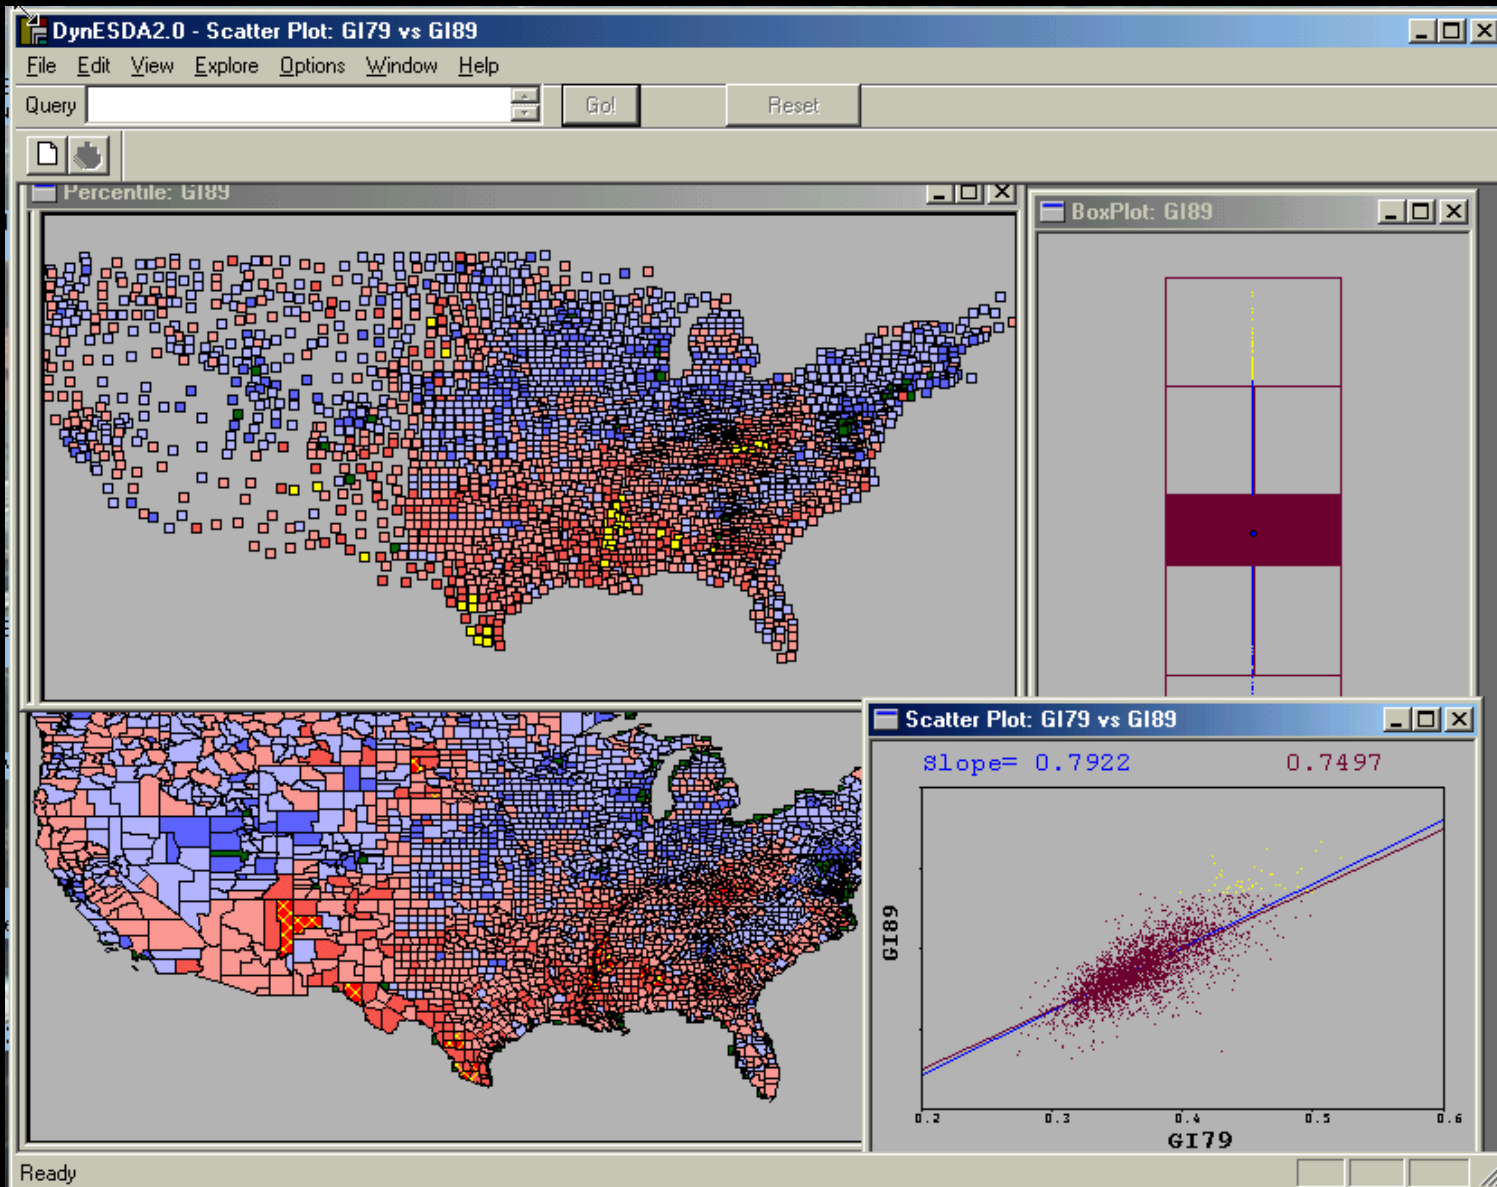 DynESDA2.0 - Scatter Plot: GI79 vs GI89
File Edit View Explore Options Window Help
Query Go! Reset
Percentile: GI89
BoxPlot: GI89
Scatter Plot: GI79 vs GI89
Slope= 0.7922 0.7497
GI89
0.2 0.3 0.4 0.5 0.6
GI79
Ready